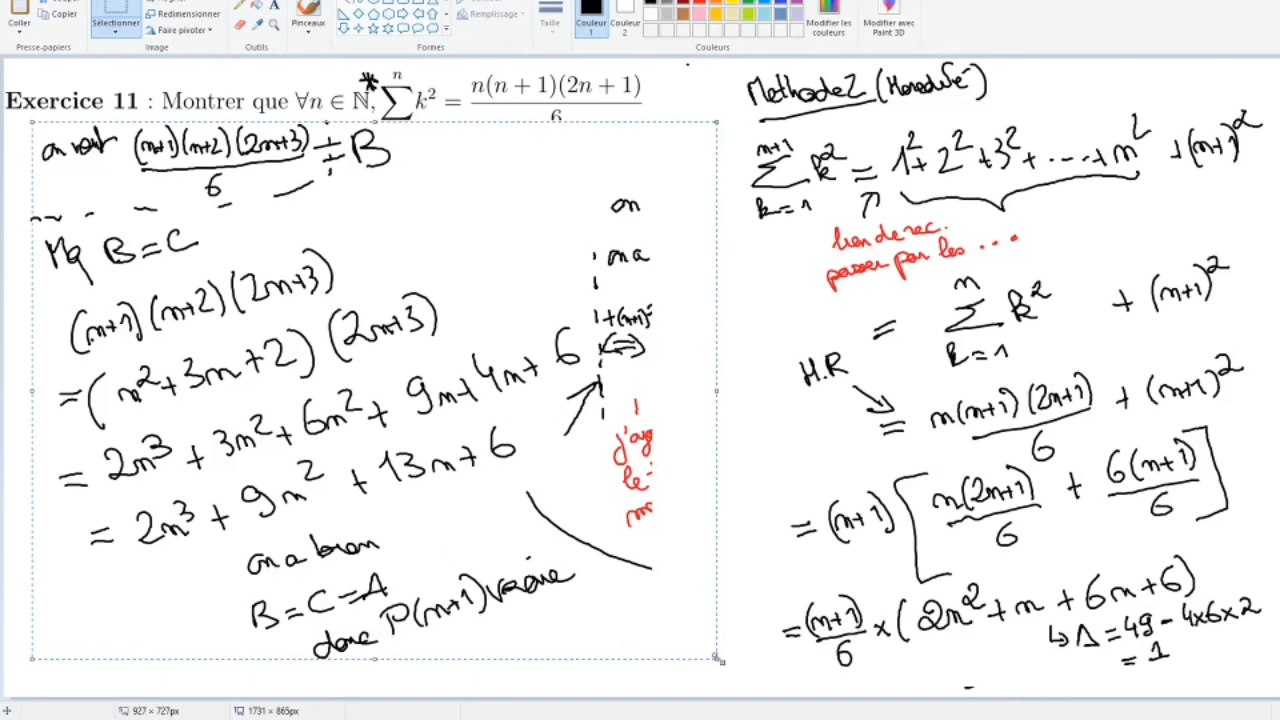 Coller
Sélectionner
Copier
Redimensionner
Faire pivoter
Pinceaux
Remplissage
Taille
Couleur 1
Couleur 2
Modifier les couleurs
Modifier avec Paint 3D
Presse-papiers
Image
Outils
Formes
Couleurs
Exercice 11 : Montrer que ∀n ∈ ℕ*, ∑ⁿ k² = n(n + 1)(2n + 1)/6
on veut (n+1)(n+2)(2n+3)/6 ÷ B
Mq B = C
(n+1)(n+2)(2n+3)
= (n²+3n+2)(2n+3)
= 2n³ + 3n² + 6n² + 9n + 4n + 6
= 2n³ + 9n² + 13n + 6
on a bien
B = C = A
donc P(n+1) vraie
on
on a
+(n+1)²
⇔
Methode 2 (
∑_{k=1}^{n+1} k² = 1² + 2² + 3² + ... + n² + (n+1)²
lien de rec.
passer par les ...
= ∑_{k=1}^{n} k² + (n+1)²
H.R
= n(n+1)(2n+1)/6 + (n+1)²
= (n+1) [ n(2n+1)/6 + 6(n+1)/6 ]
= (n+1)/6 × (2n² + n + 6n + 6)
↳ Δ = 49 - 4×6×2
= 1
927 × 727px
1731 × 865px